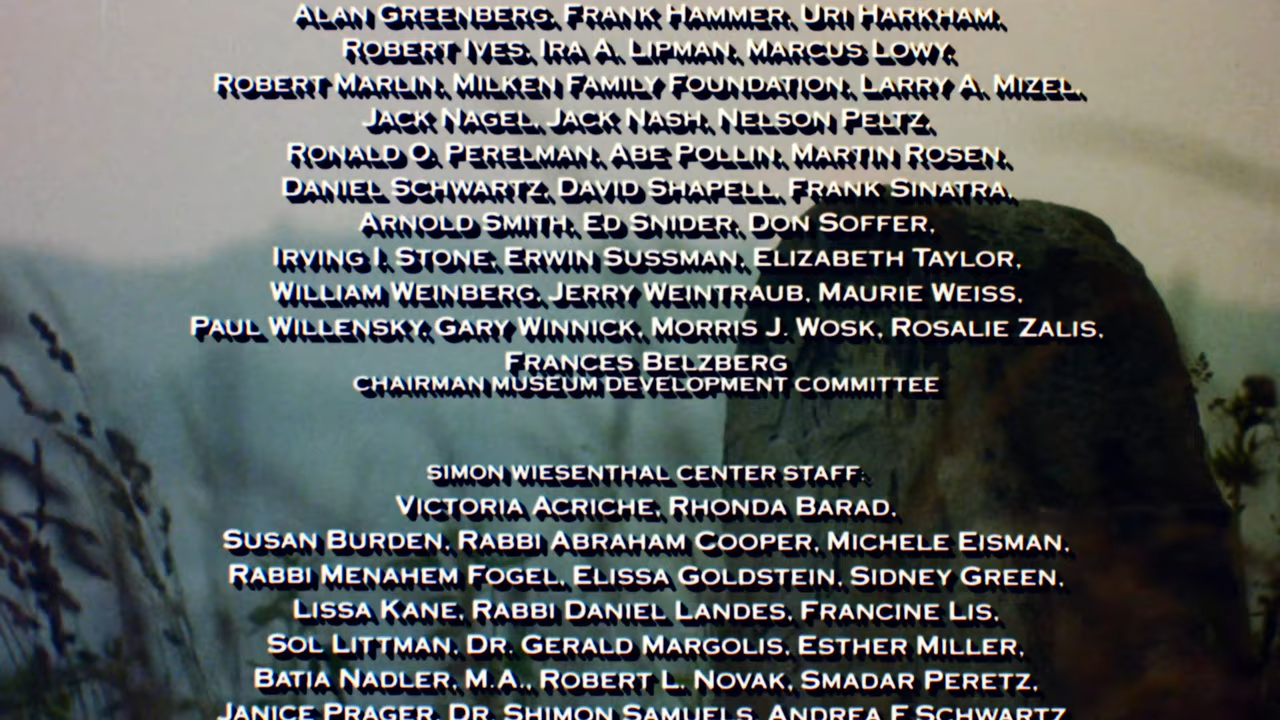 ALAN GREENBERG, FRANK HAMMER, URI HARKHAM,
ROBERT IVES, IRA A. LIPMAN, MARCUS LOWY,
ROBERT MARLIN, MILKEN FAMILY FOUNDATION, LARRY A. MIZEL,
JACK NAGEL, JACK NASH, NELSON PELTZ,
RONALD O. PERELMAN, ABE POLLIN, MARTIN ROSEN,
DANIEL SCHWARTZ, DAVID SHAPELL, FRANK SINATRA,
ARNOLD SMITH, ED SNIDER, DON SOFFER,
IRVING I. STONE, ERWIN SUSSMAN, ELIZABETH TAYLOR,
WILLIAM WEINBERG, JERRY WEINTRAUB, MAURIE WEISS,
PAUL WILLENSKY, GARY WINNICK, MORRIS J. WOSK, ROSALIE ZALIS,
FRANCES BELZBERG
CHAIRMAN MUSEUM DEVELOPMENT COMMITTEE
SIMON WIESENTHAL CENTER STAFF:
VICTORIA ACRICHE, RHONDA BARAD,
SUSAN BURDEN, RABBI ABRAHAM COOPER, MICHELE EISMAN,
RABBI MENAHEM FOGEL, ELISSA GOLDSTEIN, SIDNEY GREEN,
LISSA KANE, RABBI DANIEL LANDES, FRANCINE LIS,
SOL LITTMAN, DR. GERALD MARGOLIS, ESTHER MILLER,
BATIA NADLER, M.A., ROBERT L. NOVAK, SMADAR PERETZ,
JANICE PRAGER, DR. SHIMON SAMUELS, ANDREA F SCHWARTZ